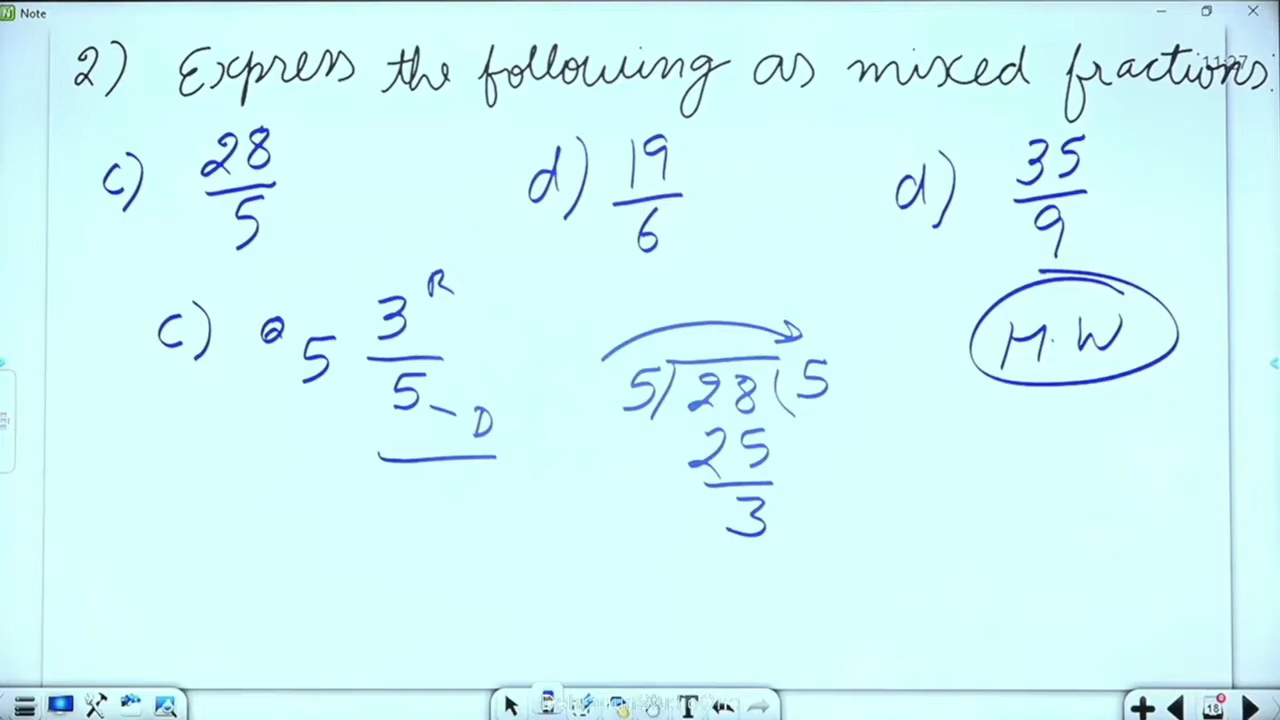 Note
2) Express the following as mixed fractions.
c) 28/5 d) 19/6 d) 35/9
H.W
c) Q 5 3/5 R D
5) 28 ( 5
25
3
T
18